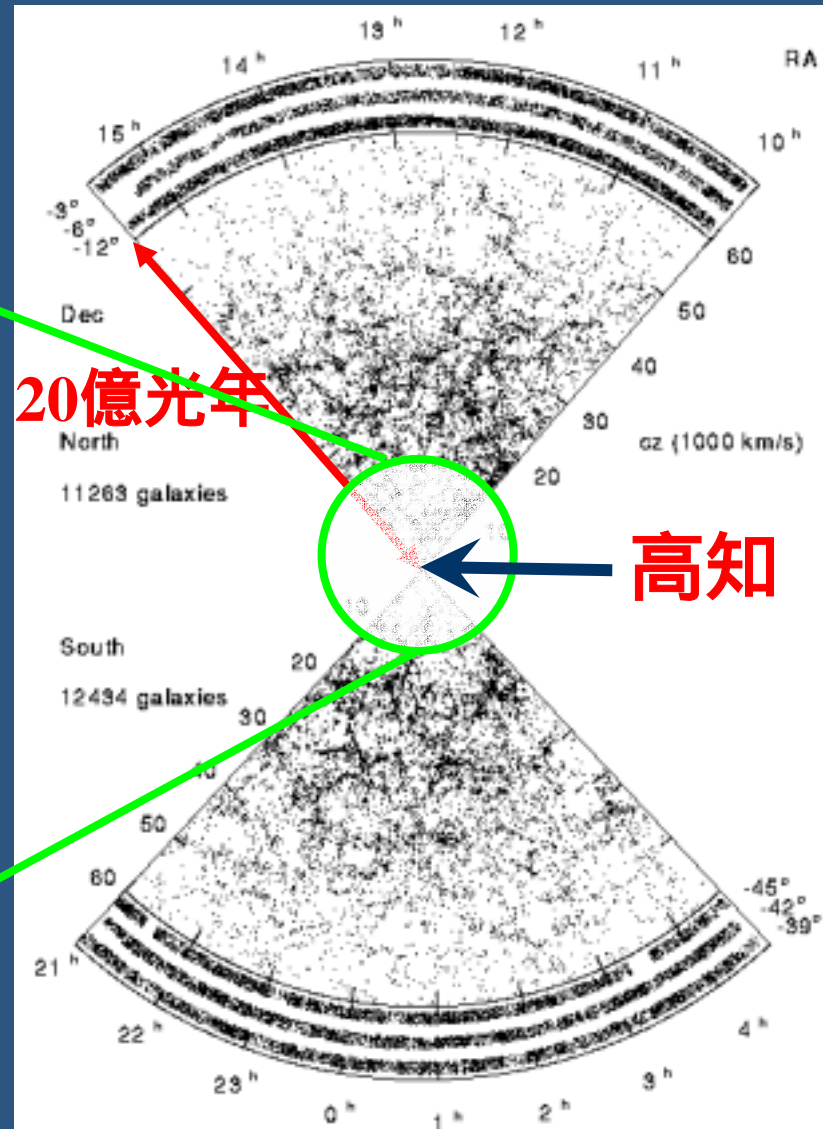 13 h
12 h
14 h
11 h
RA
15 h
10 h
-3°
-6°
-12°
60
Dec
50
40
20億光年
30
North
cz (1000 km/s)
20
11263 galaxies
10
高知
10
South
20
12434 galaxies
30
40
50
60
-45°
-42°
-39°
21 h
22 h
4 h
23 h
3 h
0 h
1 h
2 h